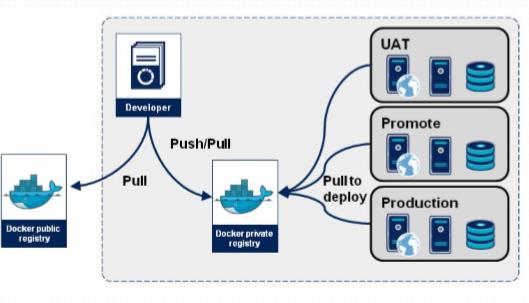 UAT
Developer
Push/Pull
Promote
Pull
Pull to
deploy
Production
Docker public
registry
Docker private
registry